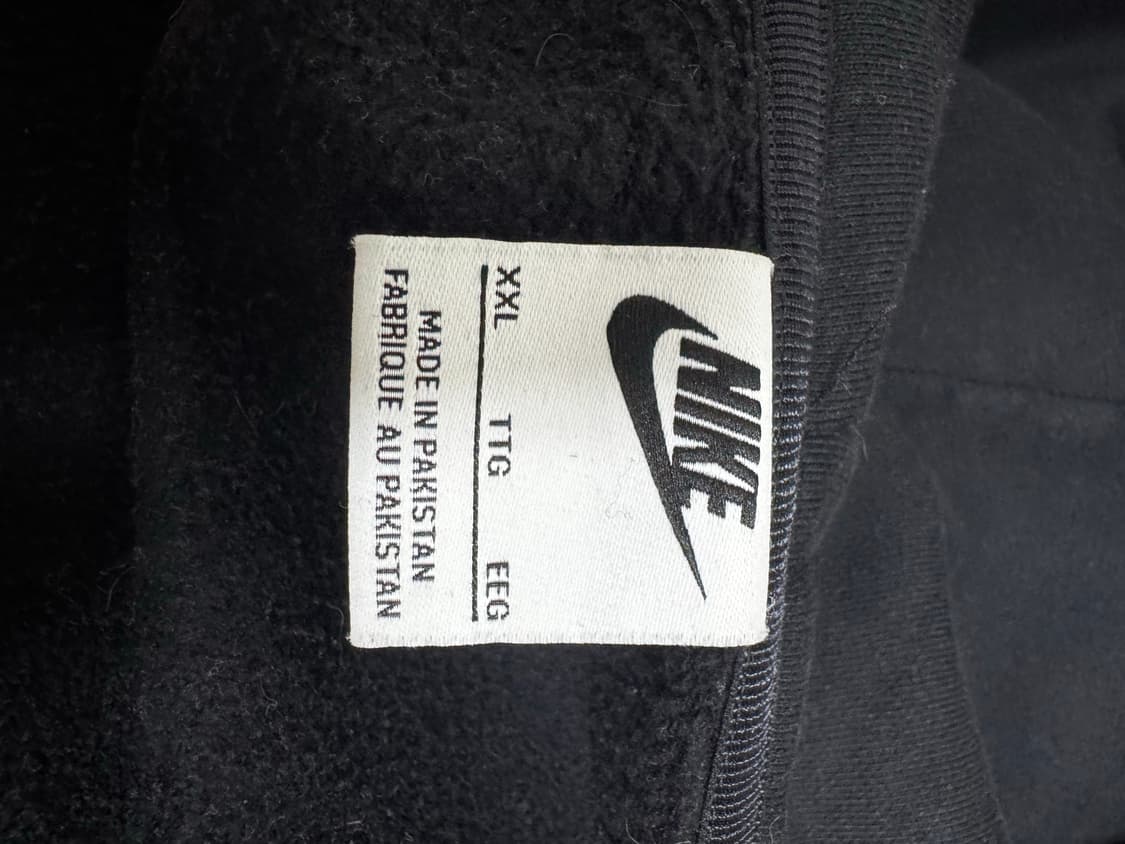 NIKE
XXL TTG EEG
MADE IN PAKISTAN
FABRIQUE AU PAKISTAN